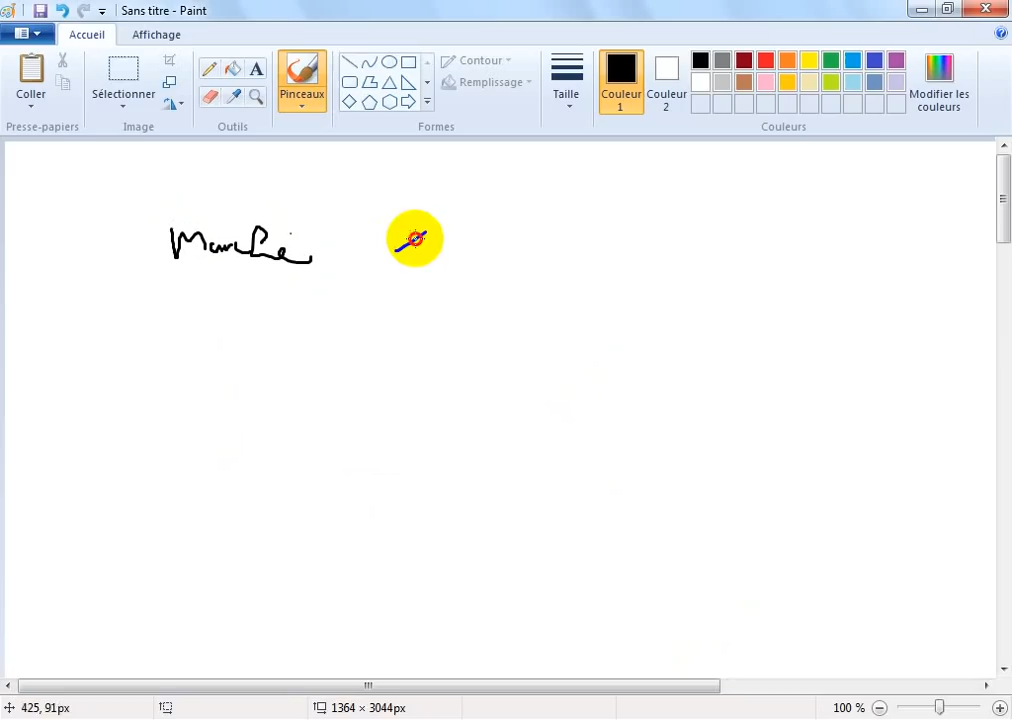 Sans titre - Paint
Accueil Affichage
Coller
Sélectionner
A
Pinceaux
Contour
Remplissage
Taille
Couleur 1
Couleur 2
Modifier les couleurs
Presse-papiers Image Outils Formes Couleurs
Marché
425, 91px 1364 × 3044px 100 %